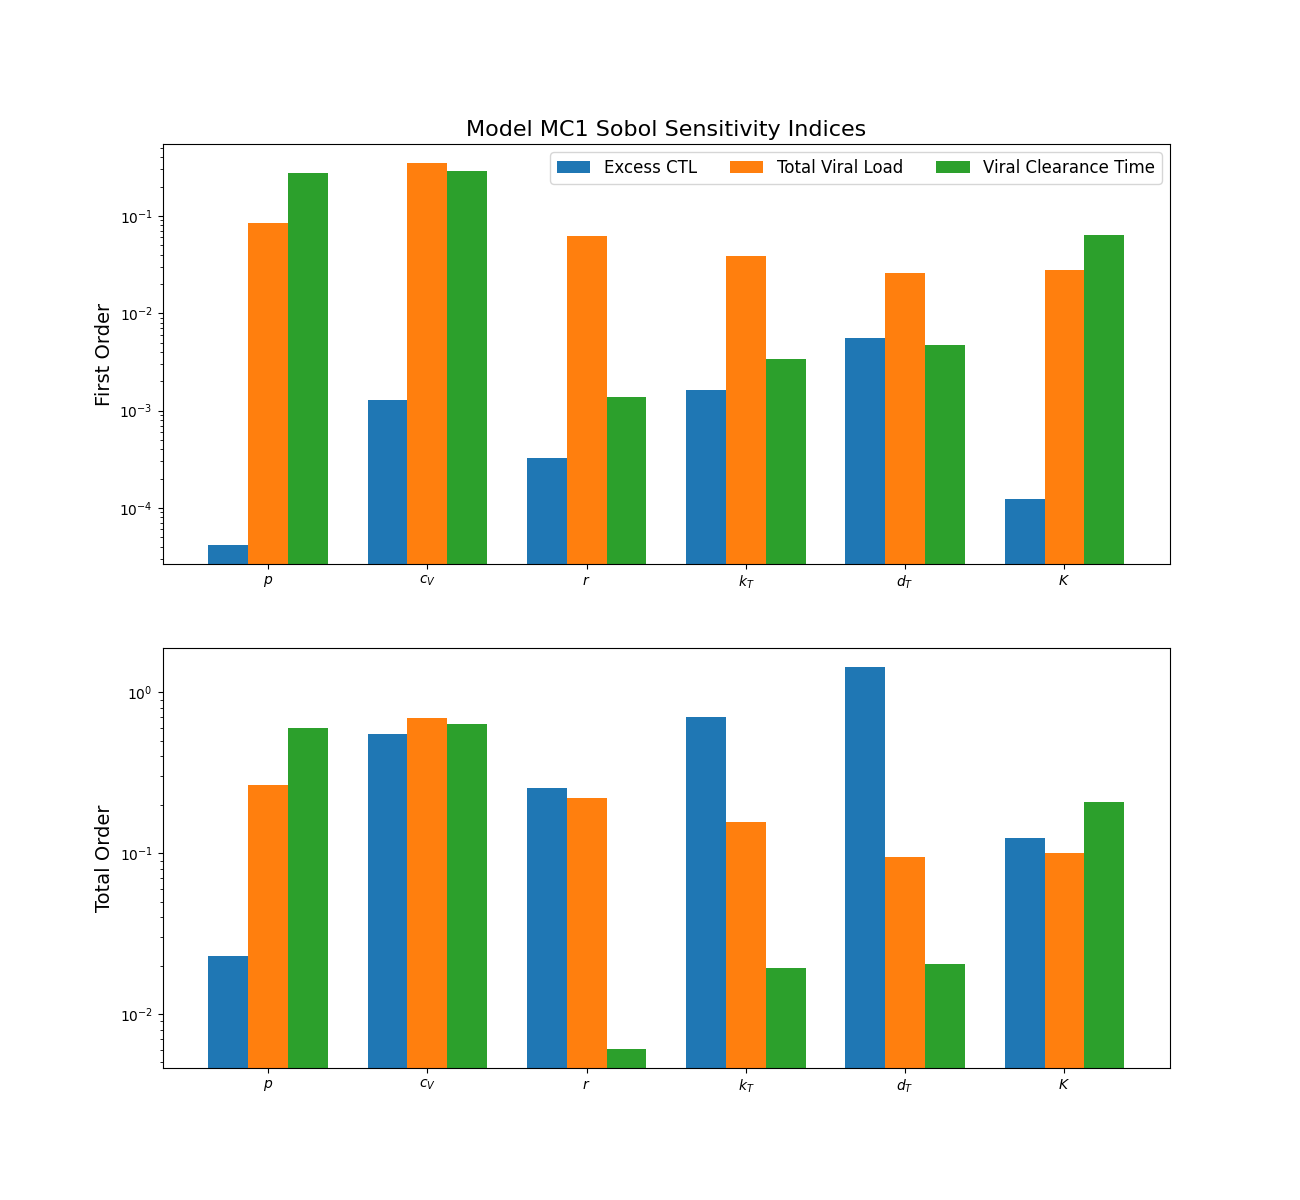 Model MC1 Sobol Sensitivity Indices
Excess CTL Total Viral Load Viral Clearance Time
First Order
10⁻¹
10⁻²
10⁻³
10⁻⁴
p c_V r k_T d_T K
Total Order
10⁰
10⁻¹
10⁻²
p c_V r k_T d_T K